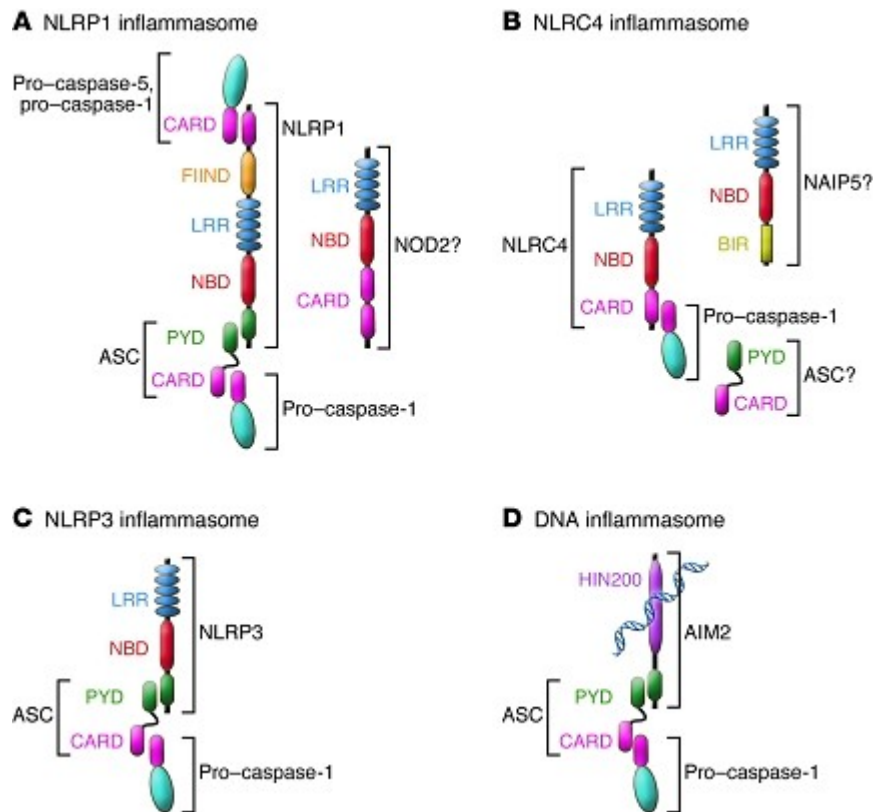 A NLRP1 inflammasome
Pro–caspase-5,
pro-caspase-1
CARD
NLRP1
FIIND
LRR
NBD
PYD
ASC
CARD
Pro–caspase-1
LRR
NBD
CARD
NOD2?
B NLRC4 inflammasome
LRR
NBD
CARD
NLRC4
Pro–caspase-1
LRR
NBD
BIR
NAIP5?
PYD
CARD
ASC?
C NLRP3 inflammasome
LRR
NBD
NLRP3
PYD
ASC
CARD
Pro–caspase-1
D DNA inflammasome
HIN200
AIM2
PYD
ASC
CARD
Pro–caspase-1